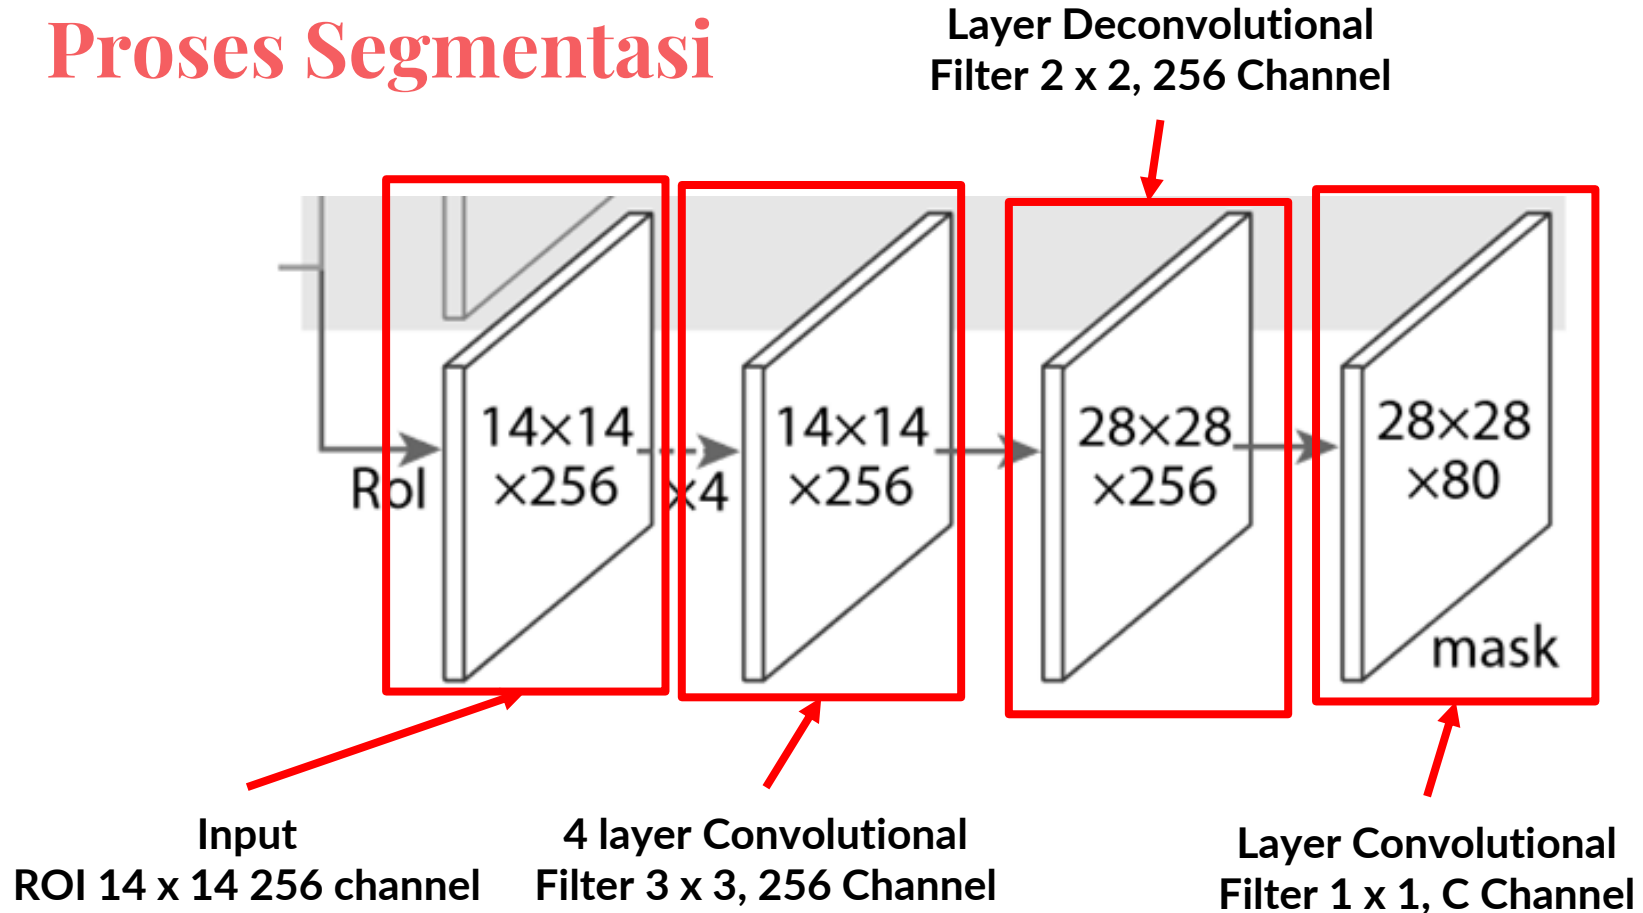 Proses Segmentasi
Layer Deconvolutional
Filter 2 x 2, 256 Channel
14×14
×256
RoI
×4
14×14
×256
28×28
×256
28×28
×80
mask
Input
ROI 14 x 14 256 channel
4 layer Convolutional
Filter 3 x 3, 256 Channel
Layer Convolutional
Filter 1 x 1, C Channel